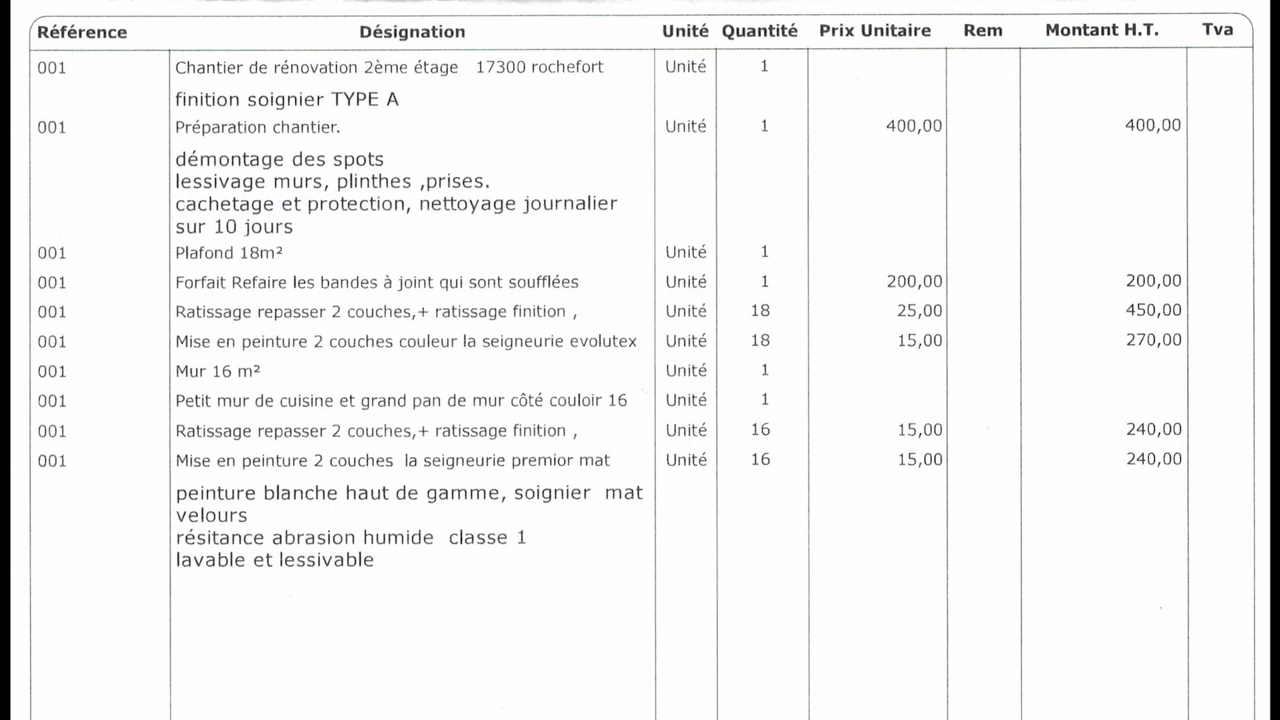 Référence Désignation Unité Quantité Prix Unitaire Rem Montant H.T. Tva
001 Chantier de rénovation 2ème étage 17300 rochefort Unité 1
finition soignier TYPE A
001 Préparation chantier. Unité 1 400,00 400,00
démontage des spots
lessivage murs, plinthes ,prises.
cachetage et protection, nettoyage journalier
sur 10 jours
001 Plafond 18m² Unité 1
001 Forfait Refaire les bandes à joint qui sont soufflées Unité 1 200,00 200,00
001 Ratissage repasser 2 couches,+ ratissage finition , Unité 18 25,00 450,00
001 Mise en peinture 2 couches couleur la seigneurie evolutex Unité 18 15,00 270,00
001 Mur 16 m² Unité 1
001 Petit mur de cuisine et grand pan de mur côté couloir 16 Unité 1
001 Ratissage repasser 2 couches,+ ratissage finition , Unité 16 15,00 240,00
001 Mise en peinture 2 couches la seigneurie premior mat Unité 16 15,00 240,00
peinture blanche haut de gamme, soignier mat
velours
résitance abrasion humide classe 1
lavable et lessivable